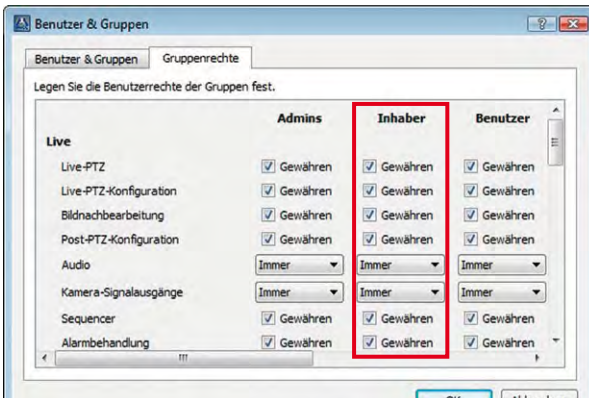 Benutzer & Gruppen
Benutzer & Gruppen Gruppenrechte
Legen Sie die Benutzerrechte der Gruppen fest.
Admins Inhaber Benutzer
Live
Live-PTZ Gewähren Gewähren Gewähren
Live-PTZ-Konfiguration Gewähren Gewähren Gewähren
Bildnachbearbeitung Gewähren Gewähren Gewähren
Post-PTZ-Konfiguration Gewähren Gewähren Gewähren
Audio Immer Immer Immer
Kamera-Signalausgänge Immer Immer Immer
Sequencer Gewähren Gewähren Gewähren
Alarmbehandlung Gewähren Gewähren Gewähren